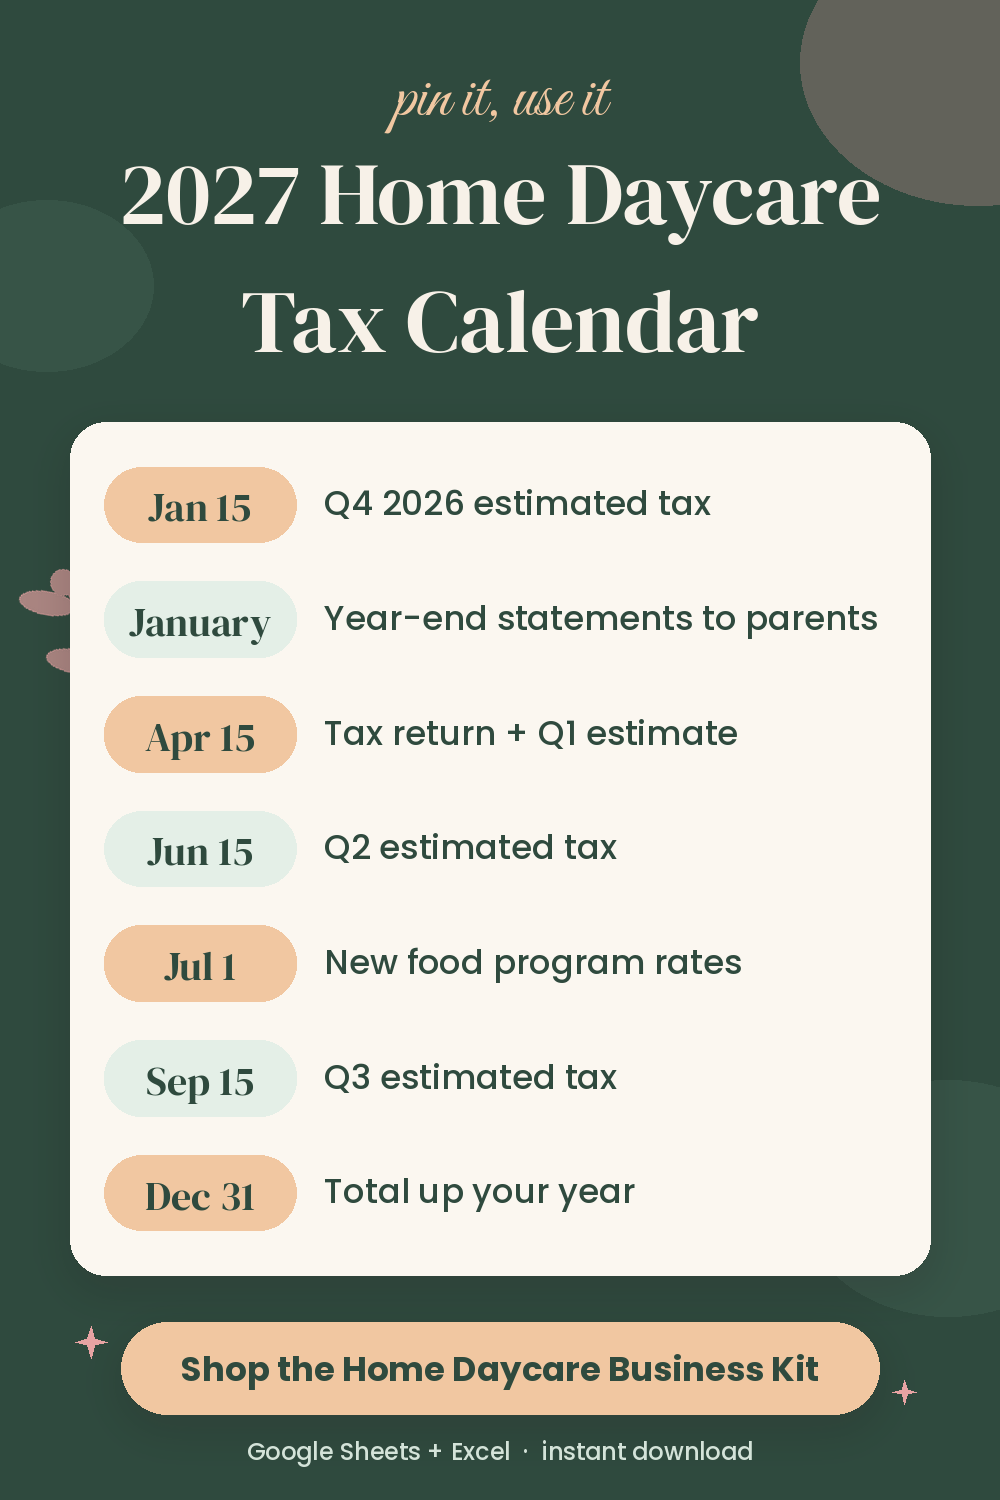 pin it, use it
2027 Home Daycare
Tax Calendar
Jan 15 Q4 2026 estimated tax
January Year-end statements to parents
Apr 15 Tax return + Q1 estimate
Jun 15 Q2 estimated tax
Jul 1 New food program rates
Sep 15 Q3 estimated tax
Dec 31 Total up your year
Shop the Home Daycare Business Kit
Google Sheets + Excel · instant download